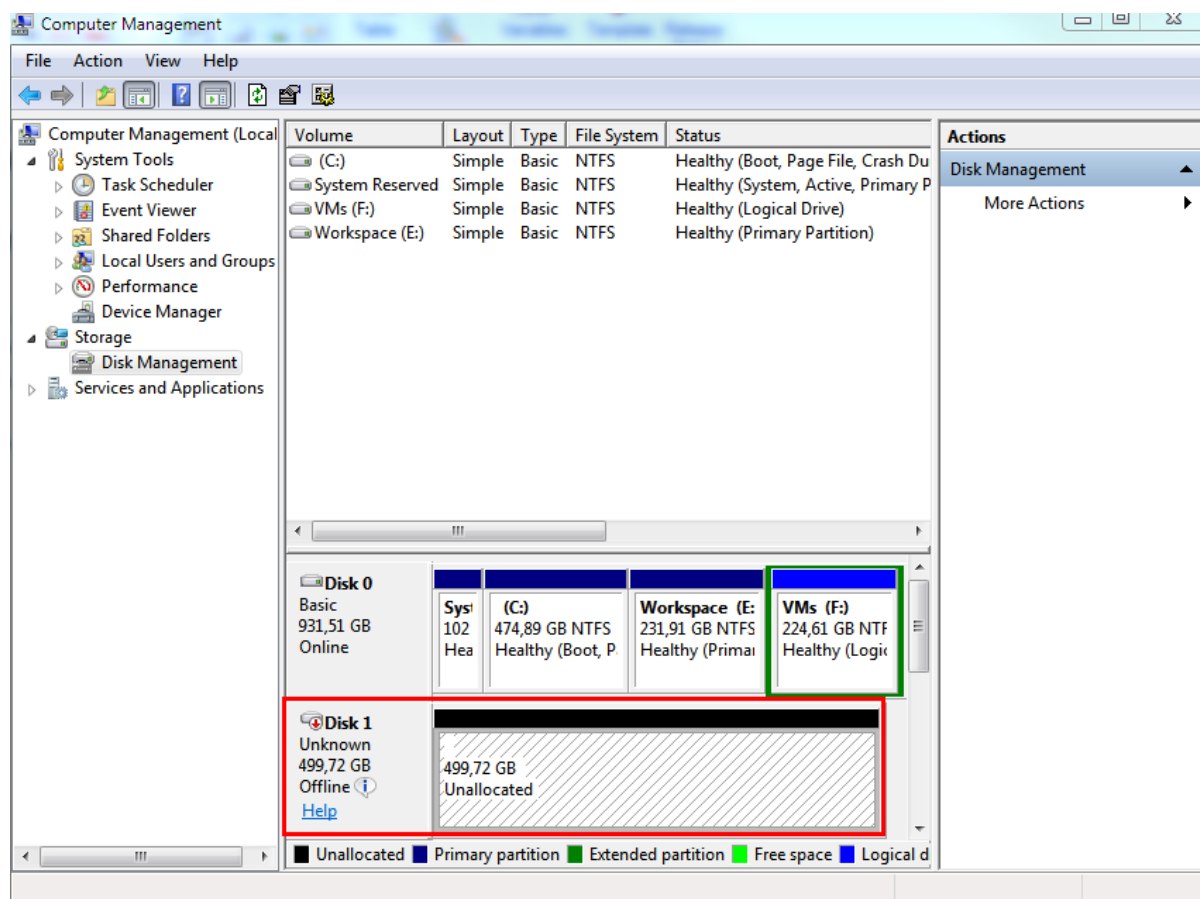 Computer Management
File Action View Help
Computer Management (Local
System Tools
Task Scheduler
Event Viewer
Shared Folders
Local Users and Groups
Performance
Device Manager
Storage
Disk Management
Services and Applications
Volume Layout Type File System Status
(C:) Simple Basic NTFS Healthy (Boot, Page File, Crash Du
System Reserved Simple Basic NTFS Healthy (System, Active, Primary P
VMs (F:) Simple Basic NTFS Healthy (Logical Drive)
Workspace (E:) Simple Basic NTFS Healthy (Primary Partition)
Disk 0
Basic
931,51 GB
Online
Syst
102
Hea
(C:)
474,89 GB NTFS
Healthy (Boot, P
Workspace (E:
231,91 GB NTFS
Healthy (Primar
VMs (F:)
224,61 GB NTF
Healthy (Logic
Disk 1
Unknown
499,72 GB
Offline
Help
499,72 GB
Unallocated
Unallocated Primary partition Extended partition Free space Logical d
Actions
Disk Management
More Actions